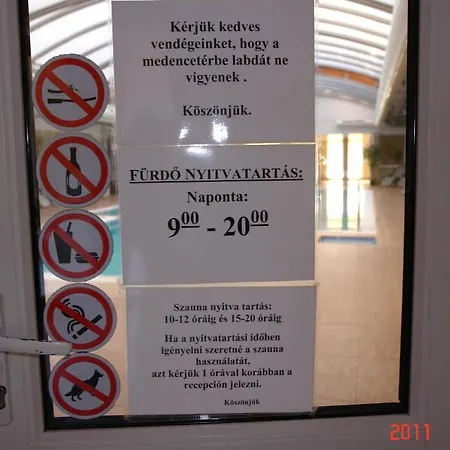 Kérjük kedves
vendégeinket, hogy a
medencetérbe labdát ne
vigyenek .
Köszönjük.
FÜRDŐ NYITVATARTÁS:
Naponta:
9⁰⁰ - 20⁰⁰
Szauna nyitva tartás:
10-12 óráig és 15-20 óráig
Ha a nyitvatartási időben
igényelni szeretné a szauna
használatát,
azt kérjük 1 órával korábban a
recepción jelezni.
Köszönjük
2011